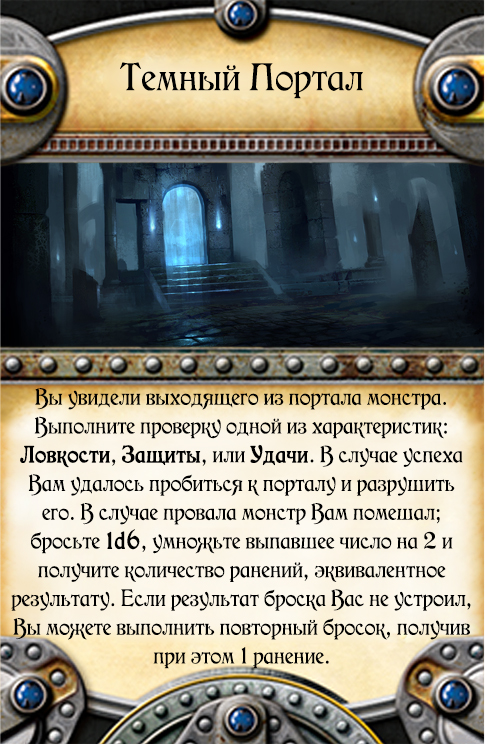 Темный Портал
Вы увидели выходящего из портала монстра.
Выполните проверку одной из характеристик:
Ловкости, Защиты, или Удачи. В случае успеха
Вам удалось пробиться к порталу и разрушить
его. В случае провала монстр Вам помешал;
бросьте 1d6, умножьте выпавшее число на 2 и
получите количество ранений, эквивалентное
результату. Если результат броска Вас не устроил,
Вы можете выполнить повторный бросок, получив
при этом 1 ранение.